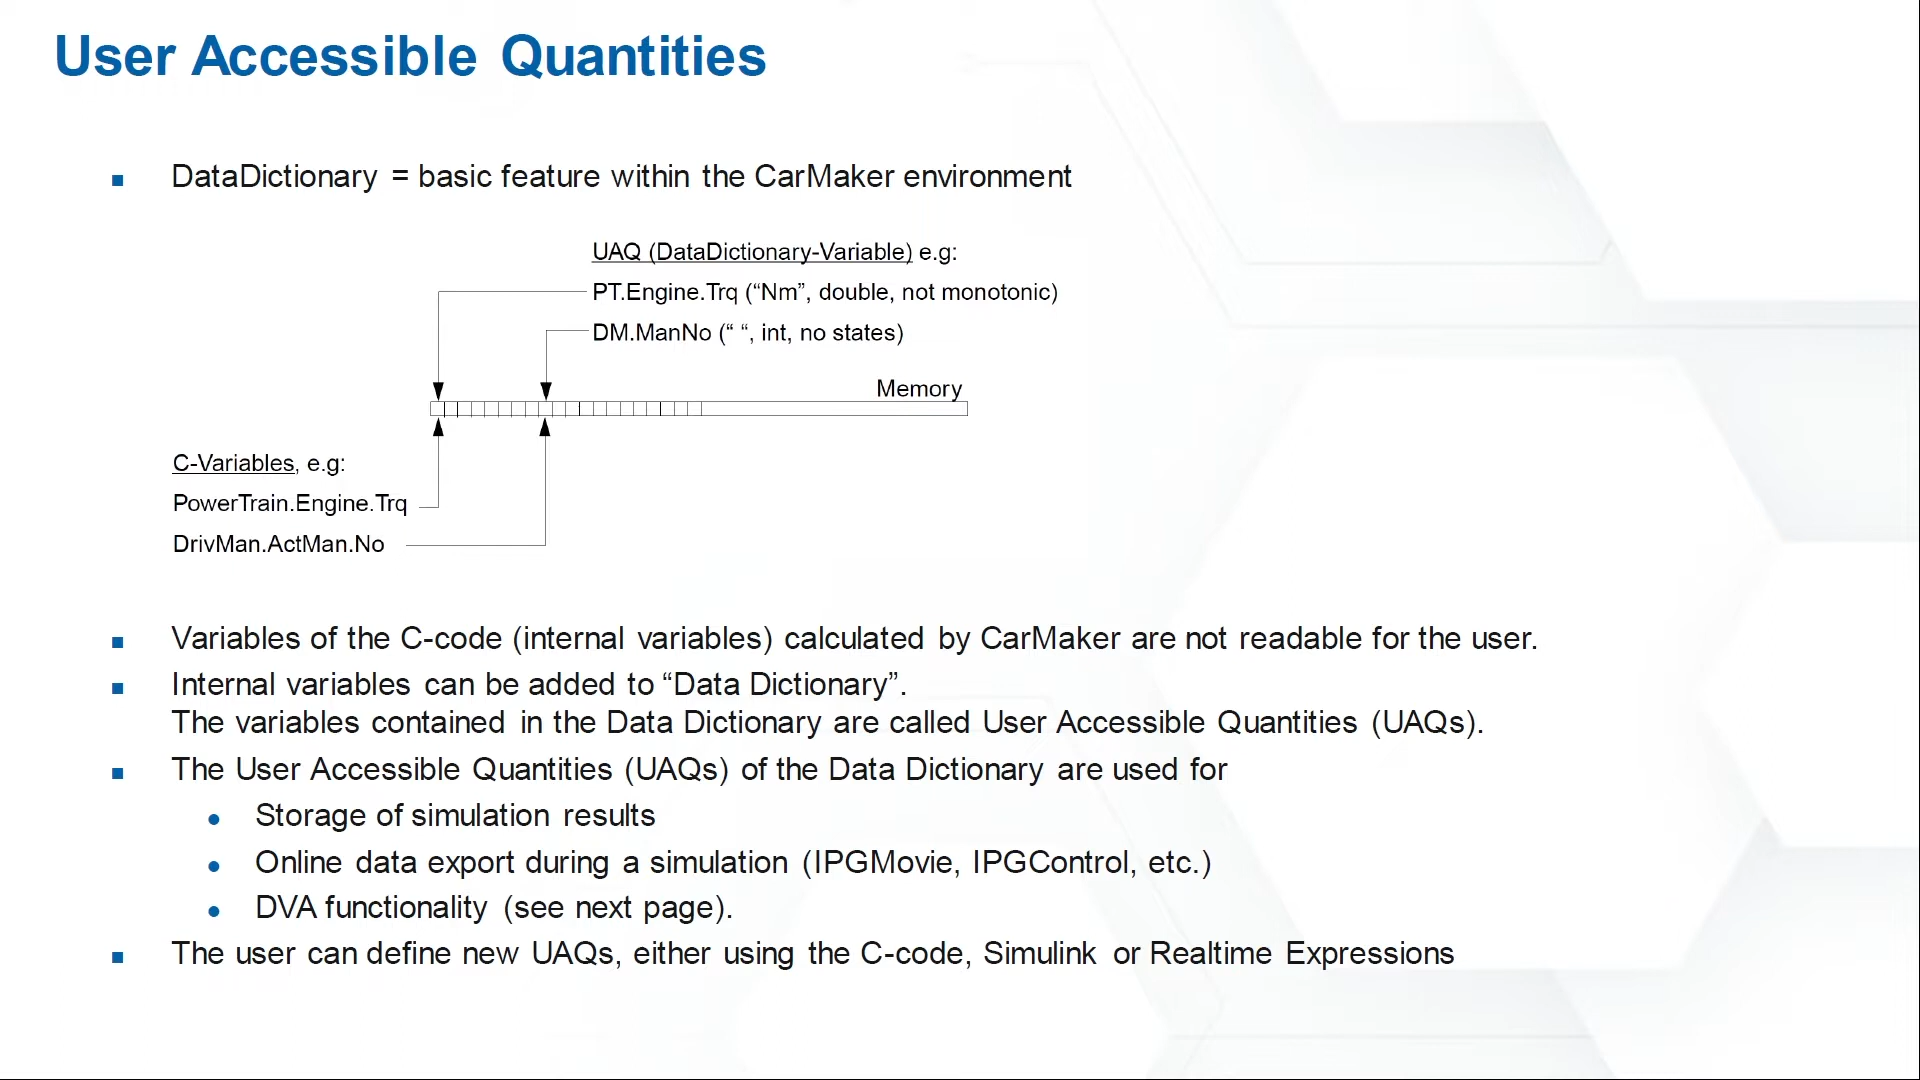 User Accessible Quantities
DataDictionary = basic feature within the CarMaker environment
UAQ (DataDictionary-Variable) e.g:
PT.Engine.Trq (“Nm”, double, not monotonic)
DM.ManNo (“ “, int, no states)
Memory
C-Variables, e.g:
PowerTrain.Engine.Trq
DrivMan.ActMan.No
Variables of the C-code (internal variables) calculated by CarMaker are not readable for the user.
Internal variables can be added to “Data Dictionary”.
The variables contained in the Data Dictionary are called User Accessible Quantities (UAQs).
The User Accessible Quantities (UAQs) of the Data Dictionary are used for
Storage of simulation results
Online data export during a simulation (IPGMovie, IPGControl, etc.)
DVA functionality (see next page).
The user can define new UAQs, either using the C-code, Simulink or Realtime Expressions